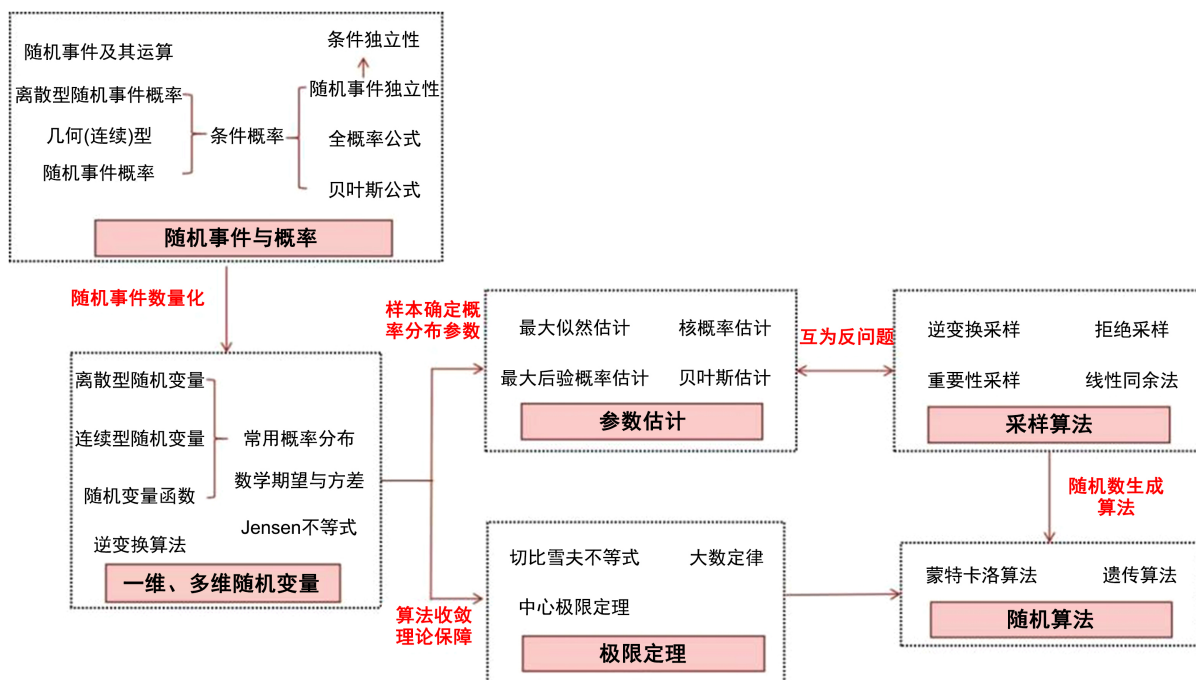 随机事件及其运算
离散型随机事件概率
几何(连续)型
随机事件概率
条件概率
条件独立性
随机事件独立性
全概率公式
贝叶斯公式
随机事件与概率
随机事件数量化
离散型随机变量
连续型随机变量
随机变量函数
逆变换算法
常用概率分布
数学期望与方差
Jensen不等式
一维、多维随机变量
样本确定概
率分布参数
最大似然估计
核概率估计
最大后验概率估计
贝叶斯估计
参数估计
互为反问题
逆变换采样
拒绝采样
重要性采样
线性同余法
采样算法
随机数生成
算法
算法收敛
理论保障
切比雪夫不等式
大数定律
中心极限定理
极限定理
蒙特卡洛算法
遗传算法
随机算法